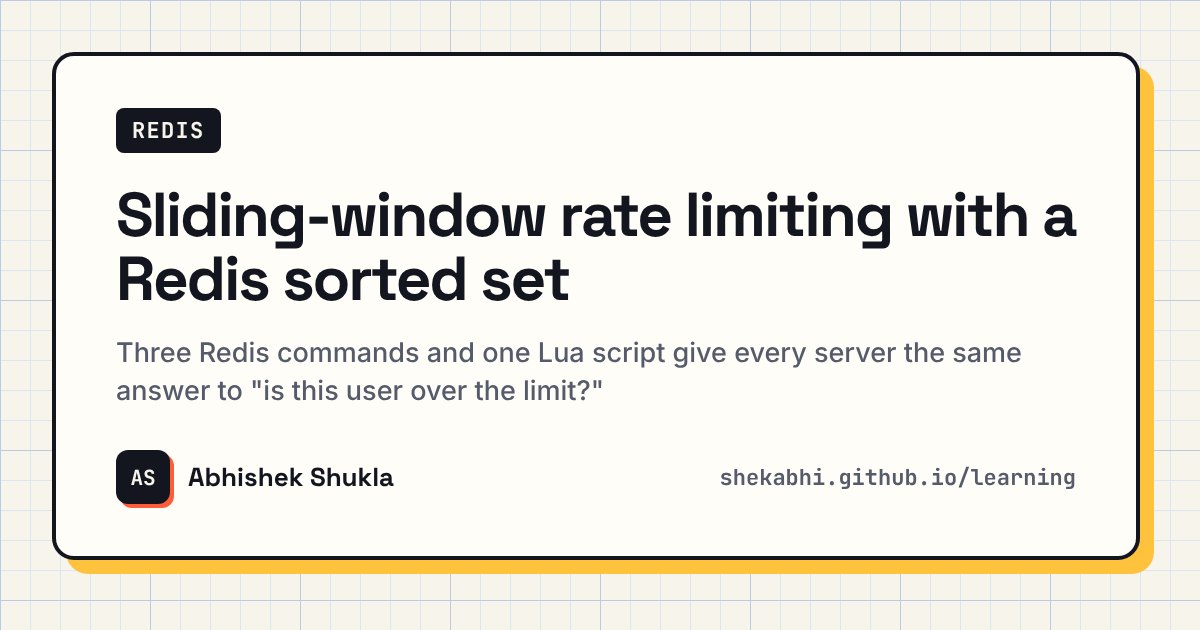 REDIS
Sliding-window rate limiting with a
Redis sorted set
Three Redis commands and one Lua script give every server the same
answer to "is this user over the limit?"
AS Abhishek Shukla
shekabhi.github.io/learning